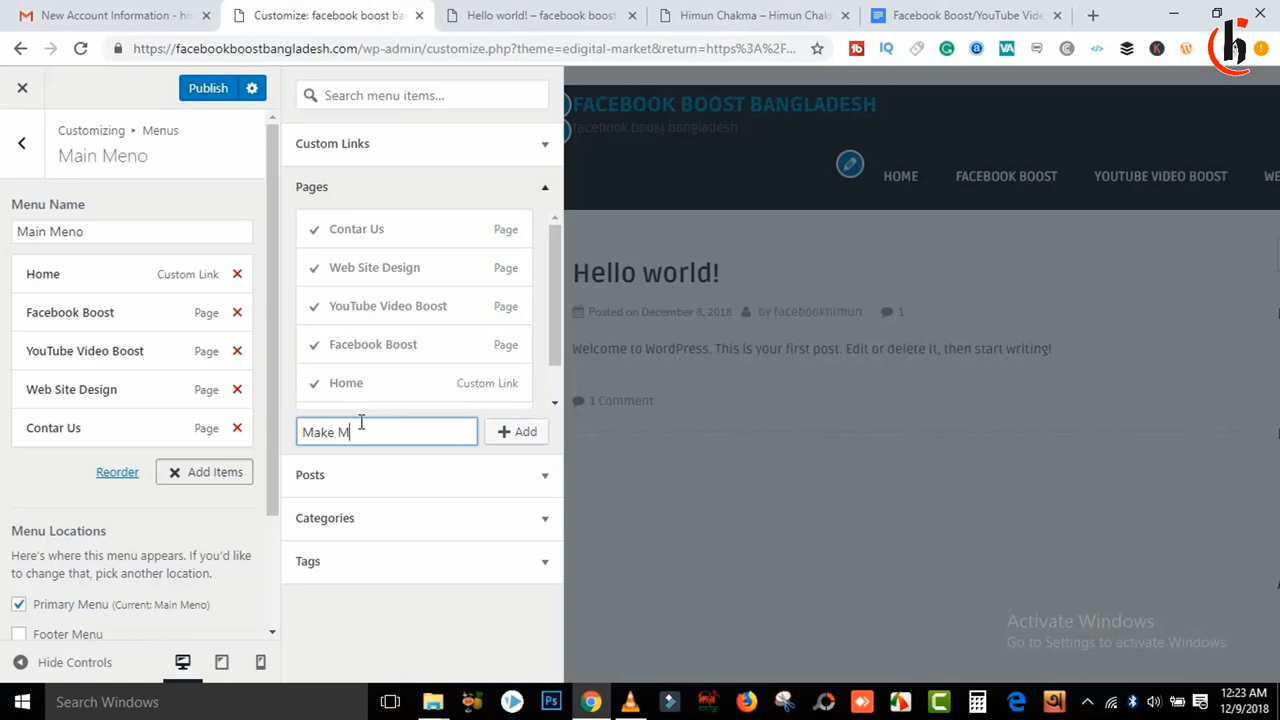 New Account Information - h
Customize: facebook boost ba
Hello world! – facebook boost
Himun Chakma – Himun Chak
Facebook Boost/YouTube Vide
https://facebookboostbangladesh.com/wp-admin/customize.php?theme=edigital-market&return=https%3A%2F...
Publish
Customizing ▸ Menus
Main Meno
Menu Name
Main Meno
Home Custom Link
Facebook Boost Page
YouTube Video Boost Page
Web Site Design Page
Contar Us Page
Reorder
Add Items
Menu Locations
Here's where this menu appears. If you'd like
to change that, pick another location.
Primary Menu (Current: Main Meno)
Footer Menu
Hide Controls
Search menu items...
Custom Links
Pages
Contar Us Page
Web Site Design Page
YouTube Video Boost Page
Facebook Boost Page
Home Custom Link
Make M
+ Add
Posts
Categories
Tags
FACEBOOK BOOST BANGLADESH
facebook boost bangladesh
HOME FACEBOOK BOOST YOUTUBE VIDEO BOOST WE
Hello world!
Posted on December 8, 2018 by facebookhimun 1
Welcome to WordPress. This is your first post. Edit or delete it, then start writing!
1 Comment
Activate Windows
Go to Settings to activate Windows.
Search Windows
12:23 AM
12/9/2018